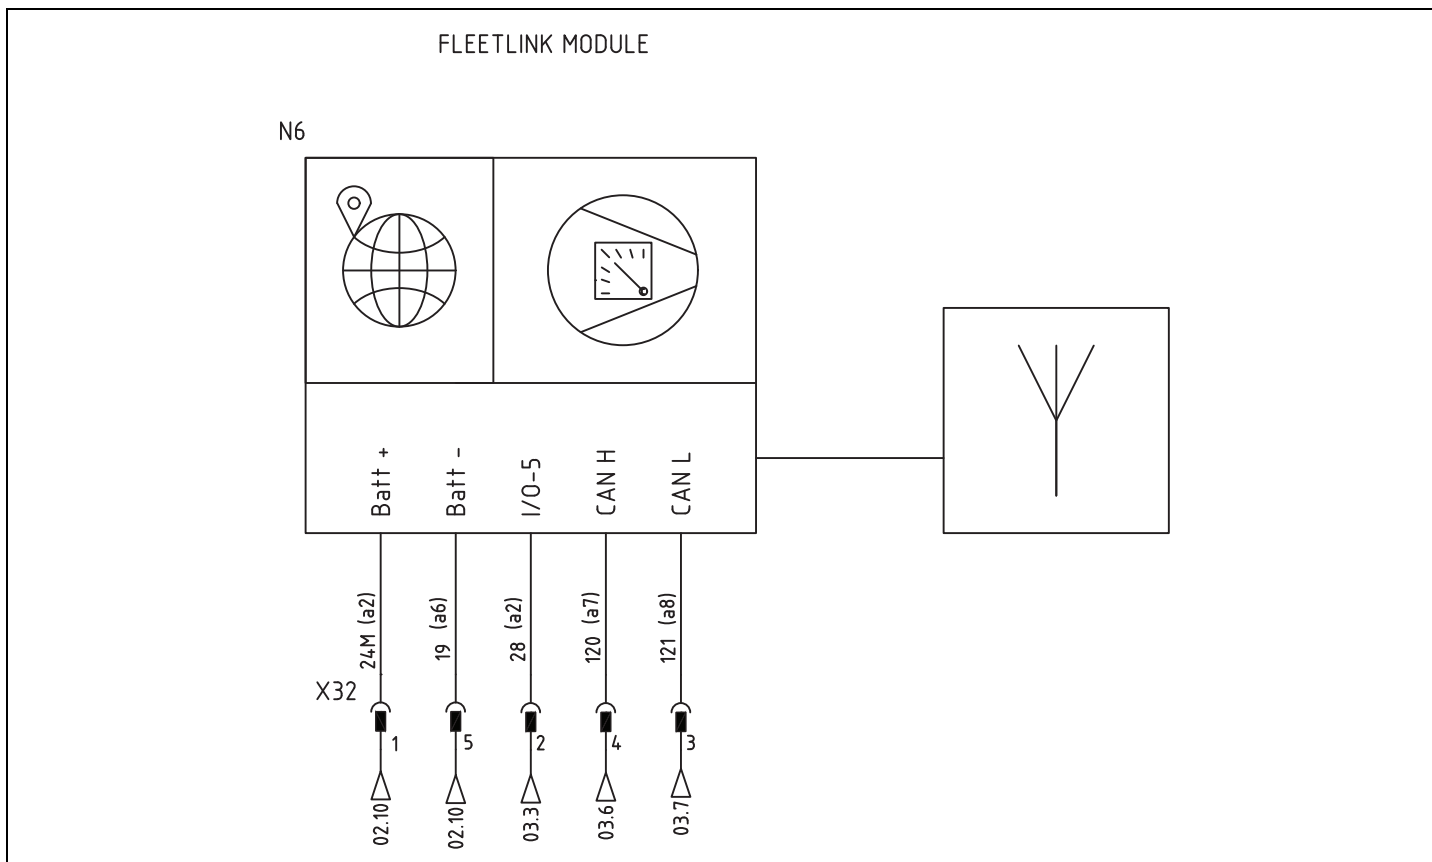 FLEETLINK MODULE
N6
Batt +
Batt -
I/O-5
CAN H
CAN L
24M (a2)
19 (a6)
28 (a2)
120 (a7)
121 (a8)
X32
1
5
2
4
3
02.10
02.10
03.3
03.6
03.7